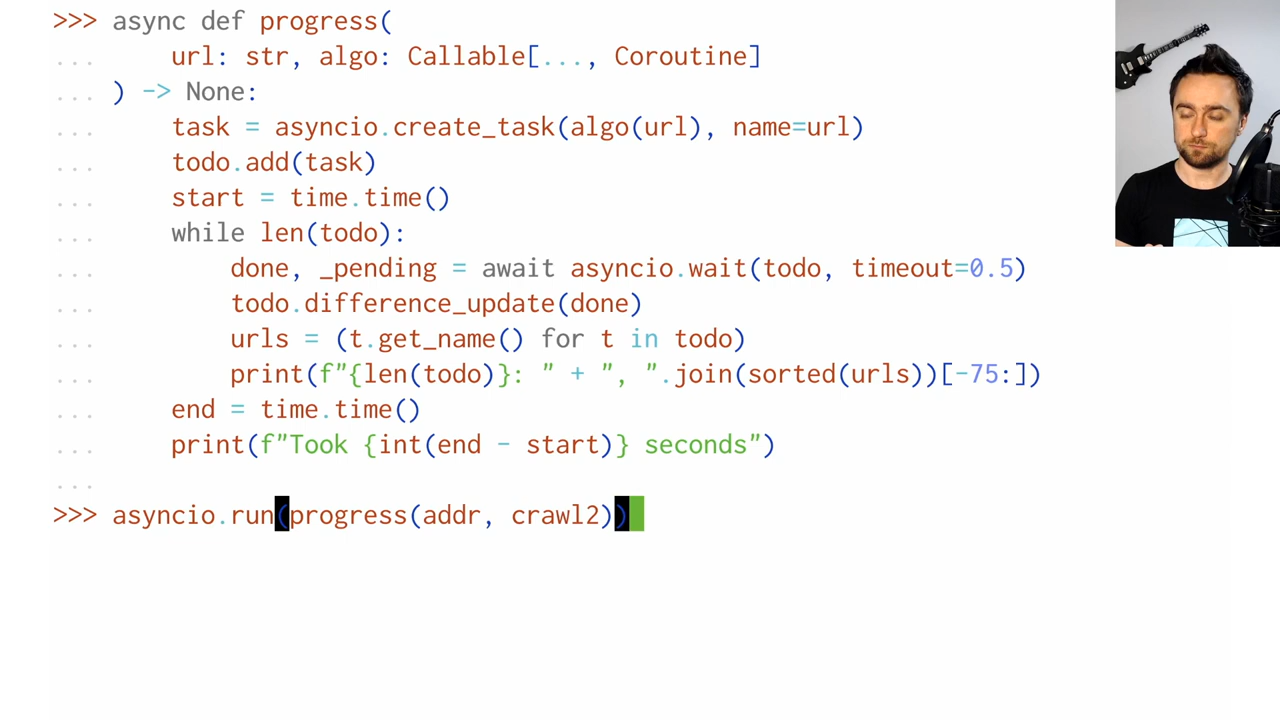 >>> async def progress(
...     url: str, algo: Callable[..., Coroutine]
... ) -> None:
...     task = asyncio.create_task(algo(url), name=url)
...     todo.add(task)
...     start = time.time()
...     while len(todo):
...         done, _pending = await asyncio.wait(todo, timeout=0.5)
...         todo.difference_update(done)
...         urls = (t.get_name() for t in todo)
...         print(f"{len(todo)}: " + ", ".join(sorted(urls))[-75:])
...     end = time.time()
...     print(f"Took {int(end - start)} seconds")
...
>>> asyncio.run(progress(addr, crawl2))